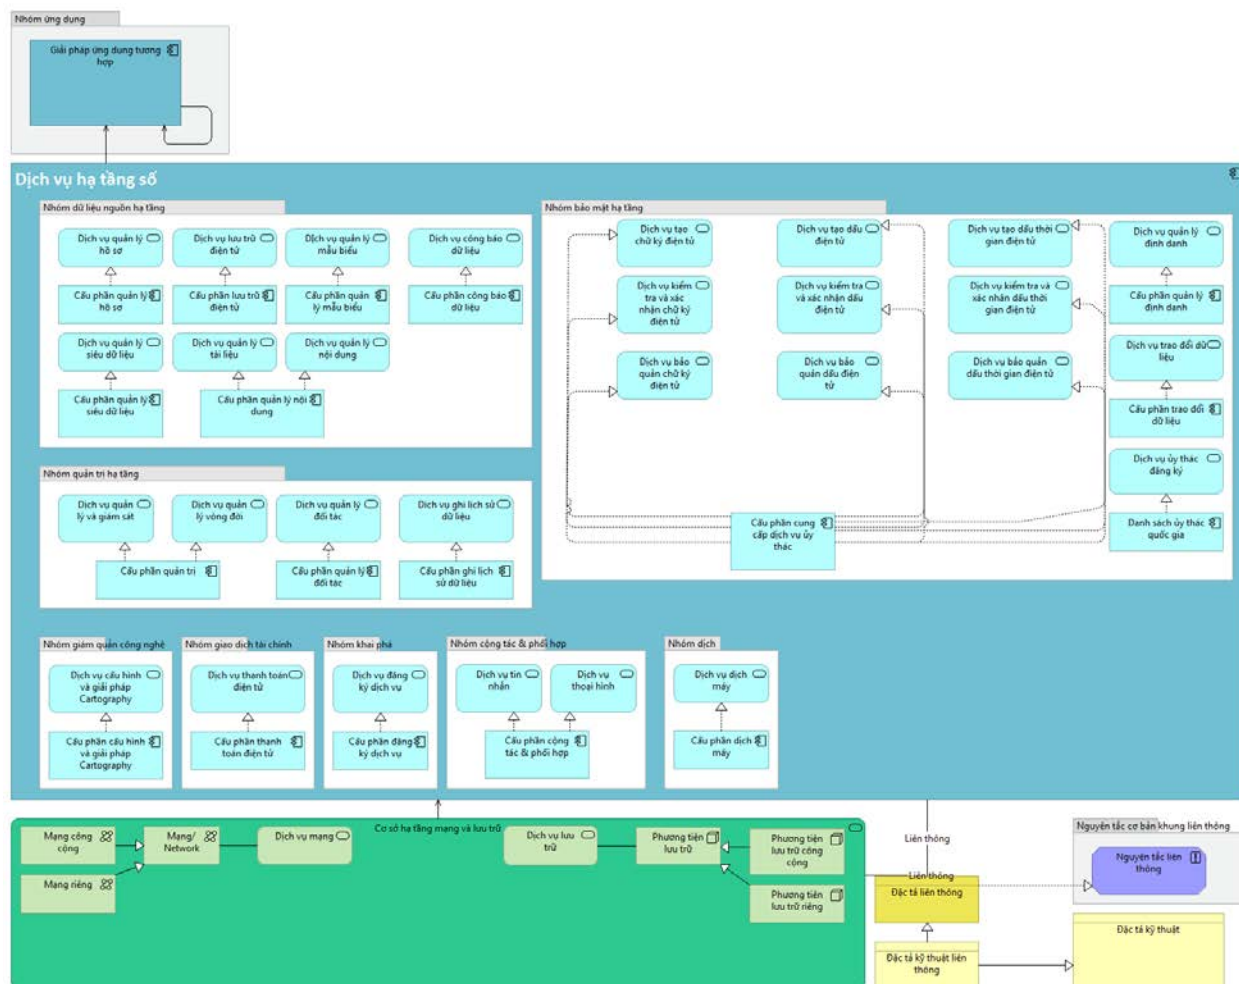 Nhóm ứng dụng
Giải pháp ứng dụng tương
hợp
Dịch vụ hạ tầng số
Nhóm dữ liệu nguồn hạ tầng
Dịch vụ quản lý
hồ sơ
Dịch vụ lưu trữ
điện tử
Dịch vụ quản lý
mẫu biểu
Dịch vụ công báo
dữ liệu
Cấu phần quản lý
hồ sơ
Cấu phần lưu trữ
điện tử
Cấu phần quản
lý mẫu biểu
Cấu phần công báo
dữ liệu
Dịch vụ quản lý
siêu dữ liệu
Dịch vụ quản lý
tài liệu
Dịch vụ quản lý
nội dung
Cấu phần quản lý
siêu dữ liệu
Cấu phần quản lý nội
dung
Nhóm bảo mật hạ tầng
Dịch vụ tạo
chữ ký điện tử
Dịch vụ tạo dấu
điện tử
Dịch vụ tạo dấu thời
gian điện tử
Dịch vụ quản lý
định danh
Dịch vụ kiểm
tra và xác
nhận chữ ký
điện tử
Dịch vụ kiểm tra
và xác nhận dấu
điện tử
Dịch vụ kiểm tra và
xác nhân dấu thời
gian điện tử
Cấu phần quản lý
định danh
Dịch vụ bảo
quản chữ ký
điện tử
Dịch vụ bảo
quản dấu điện
tử
Dịch vụ bảo quản
dấu thời gian điện tử
Dịch vụ trao đổi dữ
liệu
Cấu phần trao đổi
dữ liệu
Dịch vụ ủy thác
đăng ký
Danh sách ủy thác
quốc gia
Cấu phần cung
cấp dịch vụ ủy
thác
Nhóm quản trị hạ tầng
Dịch vụ quản
lý và giám sát
Dịch vụ quản
lý vòng đời
Dịch vụ quản lý
đối tác
Dịch vụ ghi lịch sử
dữ liệu
Cấu phần quản trị
Cấu phần quản lý
đối tác
Cấu phần ghi lịch
sử dữ liệu
Nhóm giám quản công nghệ
Dịch vụ cấu hình
và giải pháp
Cartography
Cấu phần cấu hình
và giải pháp
Cartography
Nhóm giao dịch tài chính
Dịch vụ thanh toán
điện tử
Cấu phần thanh
toán điện tử
Nhóm khai phá
Dịch vụ đăng
ký dịch vụ
Cấu phần đăng
ký dịch vụ
Nhóm cộng tác & phối hợp
Dịch vụ tin
nhắn
Dịch vụ
thoại hình
Cấu phần cộng
tác & phối hợp
Nhóm dịch
Dịch vụ dịch
máy
Cấu phần dịch
máy
Cơ sở hạ tầng mạng và lưu trữ
Mạng công
cộng
Mạng/
Network
Dịch vụ mạng
Dịch vụ lưu
trữ
Phương tiện
lưu trữ
Phương tiện
lưu trữ công
cộng
Mạng riêng
Phương tiện
lưu trữ riêng
Liên thông
Liên thông
Đặc tả liên thông
Đặc tả kỹ thuật liên
thông
Nguyên tắc cơ bản khung liên thông
Nguyên tắc liên
thông
Đặc tả kỹ thuật